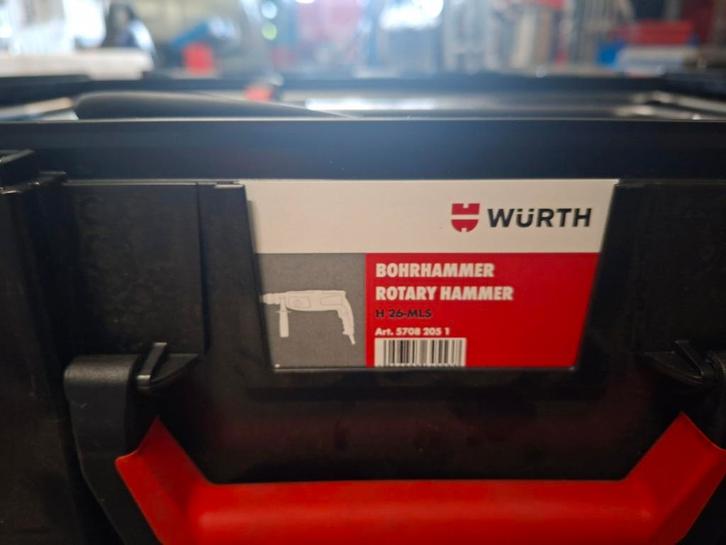 WÜRTH
BOHRHAMMER
ROTARY HAMMER
H 26-MLS
Art. 5708 205 1